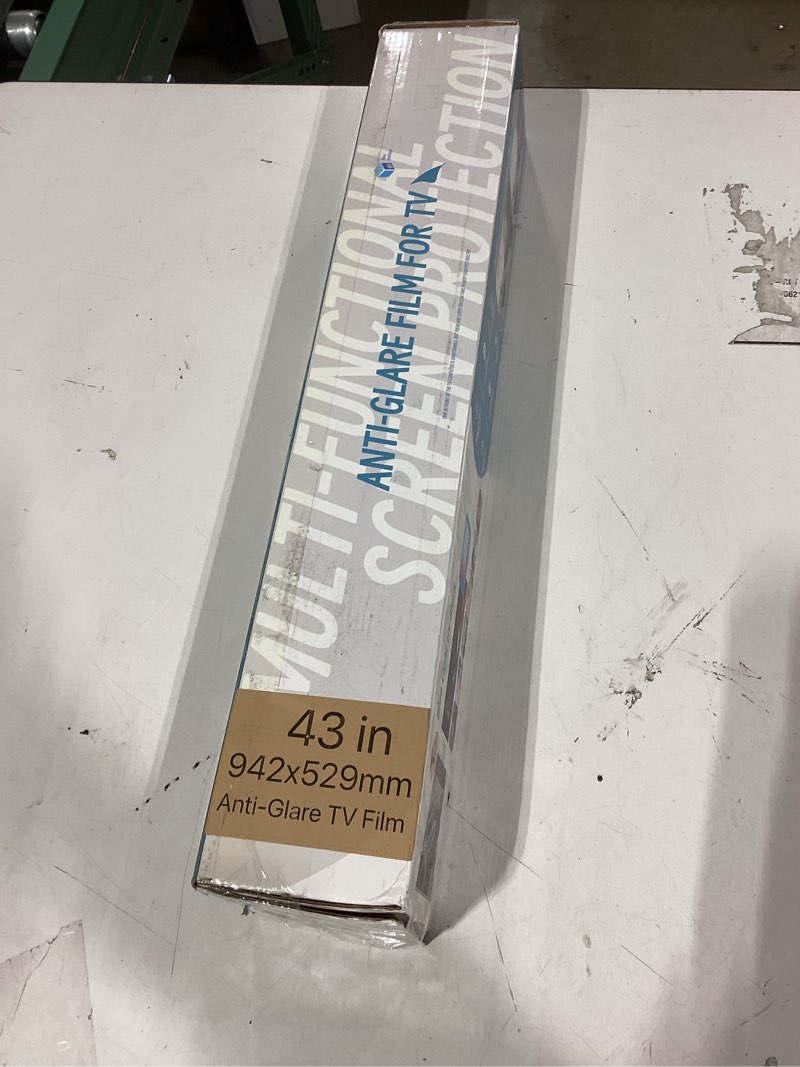 MULTI-FUNCTIONAL
SCREEN PROTECTION
ANTI-GLARE FILM FOR TV
43 in
942x529mm
Anti-Glare TV Film